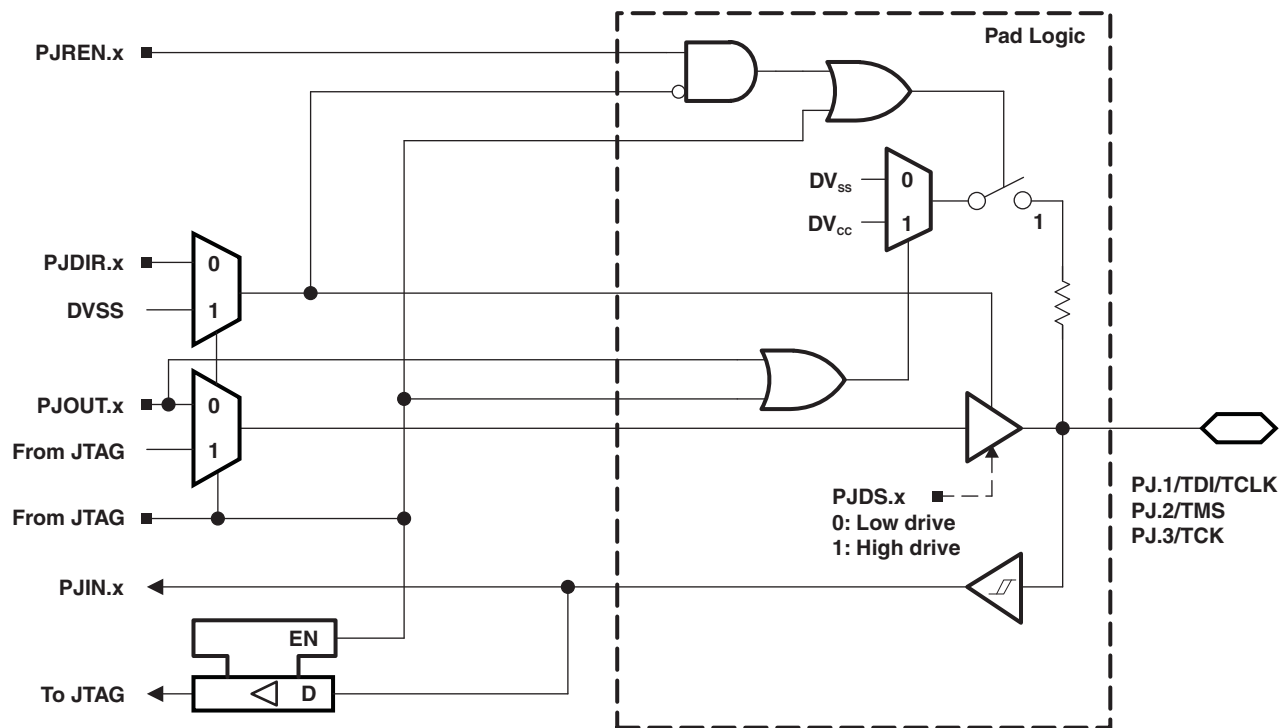 Pad Logic
PJREN.x
DVss
0
DVcc
1
1
PJDIR.x
0
DVSS
1
PJOUT.x
0
From JTAG
1
From JTAG
PJDS.x
0: Low drive
1: High drive
PJ.1/TDI/TCLK
PJ.2/TMS
PJ.3/TCK
PJIN.x
EN
To JTAG
D